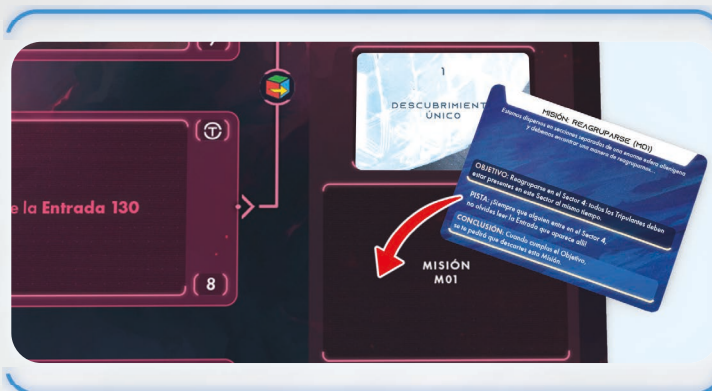 7
T
e la Entrada 130
8
1
DESCUBRIMIENT
ÚNICO
MISIÓN
M01
MISIÓN: REAGRUPARSE (M01)
Estamos dispersos en secciones separadas de una enorme esfera alienígena
y debemos encontrar una manera de reagruparnos...
OBJETIVO: Reagruparse en el Sector 4: todos los Tripulantes deben
estar presentes en este Sector al mismo tiempo.
PISTA: ¡Siempre que alguien entre en el Sector 4,
no olvides leer la Entrada que aparece allí!
CONCLUSIÓN: Cuando cumplas el Objetivo,
se te pedirá que descartes esta Misión.